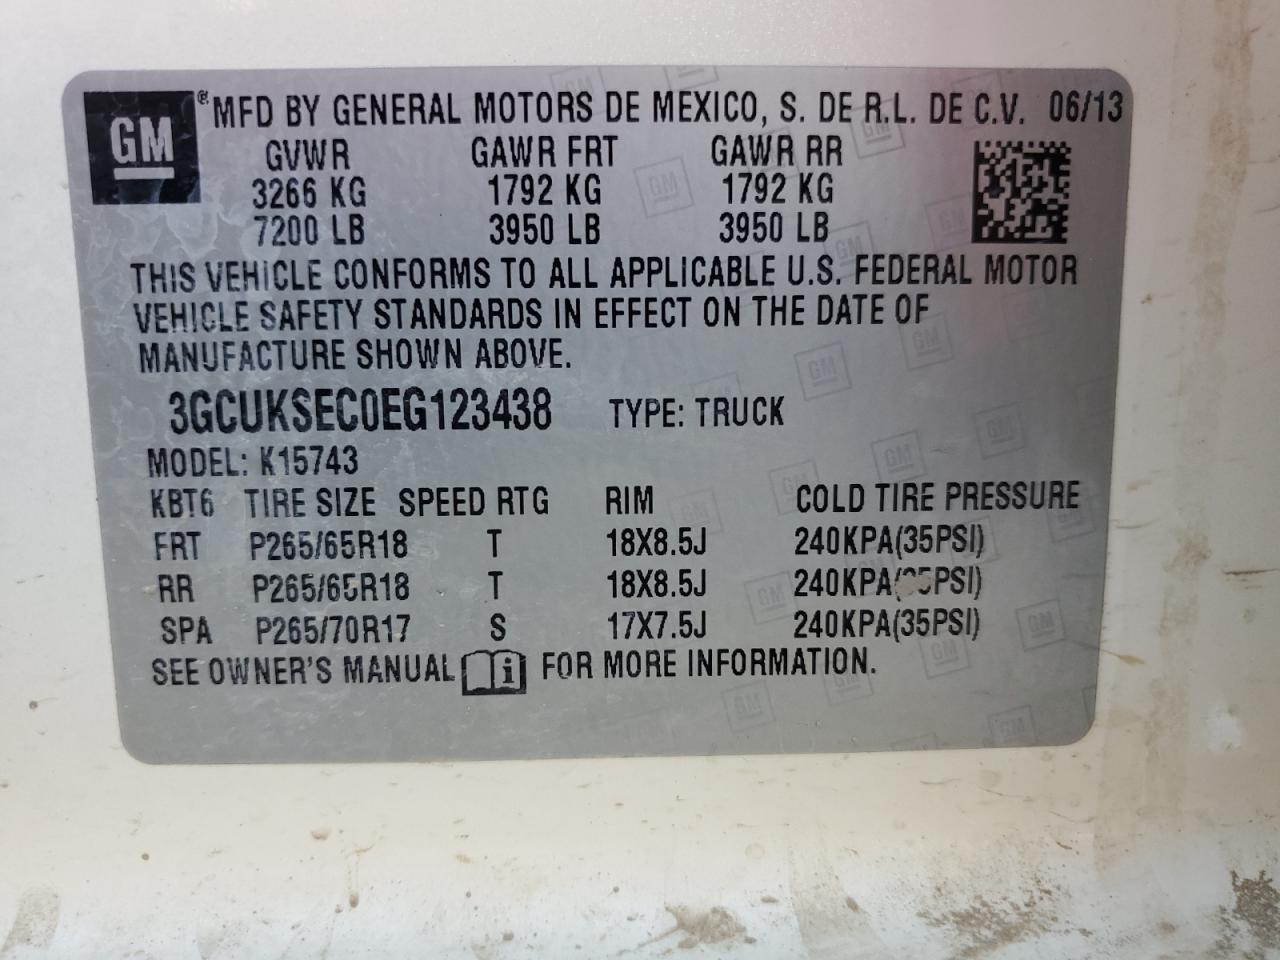 GM ® MFD BY GENERAL MOTORS DE MEXICO, S. DE R.L. DE C.V. 06/13
GVWR GAWR FRT GAWR RR
3266 KG 1792 KG 1792 KG
7200 LB 3950 LB 3950 LB
THIS VEHICLE CONFORMS TO ALL APPLICABLE U.S. FEDERAL MOTOR
VEHICLE SAFETY STANDARDS IN EFFECT ON THE DATE OF
MANUFACTURE SHOWN ABOVE.
3GCUKSEC0EG123438 TYPE: TRUCK
MODEL: K15743
KBT6 TIRE SIZE SPEED RTG RIM COLD TIRE PRESSURE
FRT P265/65R18 T 18X8.5J 240KPA(35PSI)
RR P265/65R18 T 18X8.5J 240KPA(35PSI)
SPA P265/70R17 S 17X7.5J 240KPA(35PSI)
SEE OWNER'S MANUAL i FOR MORE INFORMATION.